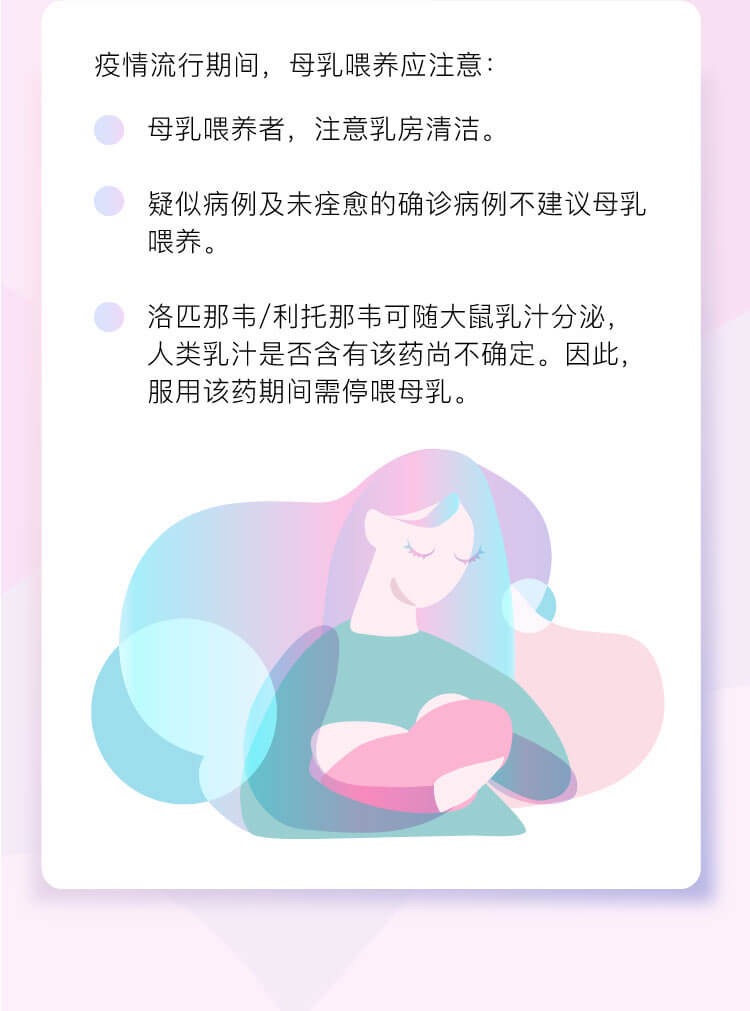 疫情流行期间，母乳喂养应注意：
母乳喂养者，注意乳房清洁。
疑似病例及未痊愈的确诊病例不建议母乳
喂养。
洛匹那韦/利托那韦可随大鼠乳汁分泌，
人类乳汁是否含有该药尚不确定。因此，
服用该药期间需停喂母乳。